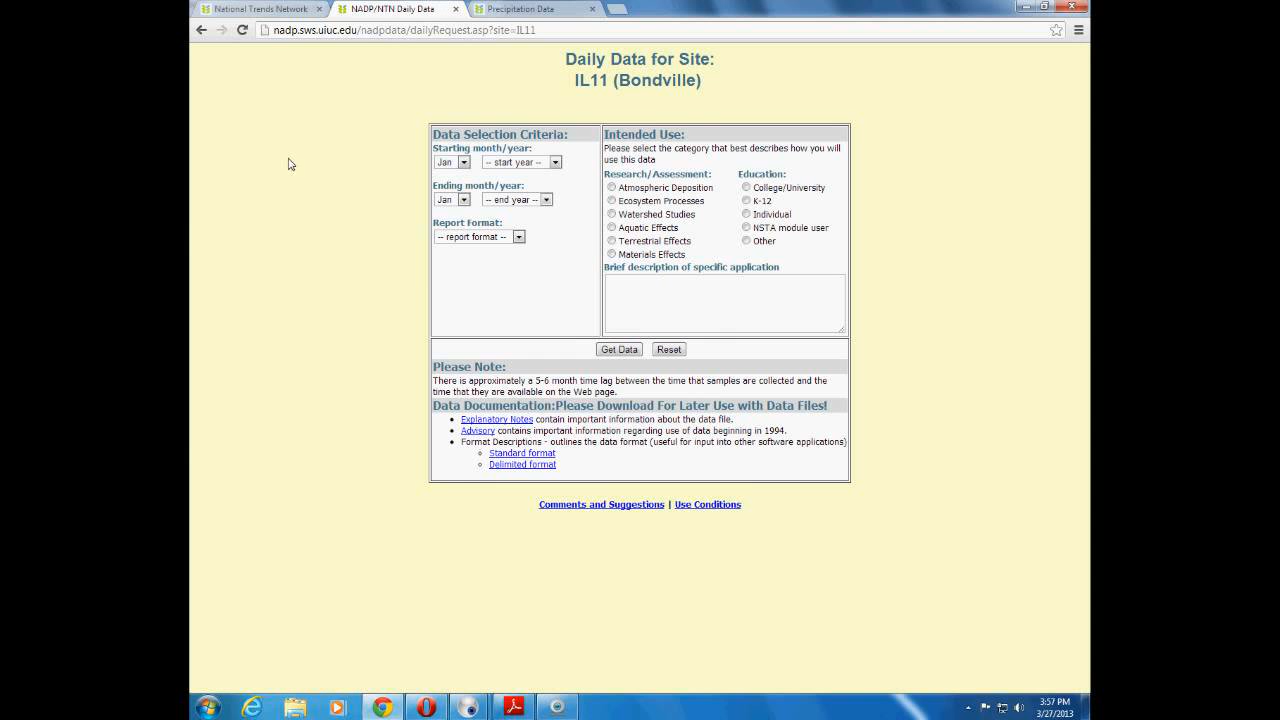 National Trends Network
NADP/NTN Daily Data
Precipitation Data
nadp.sws.uiuc.edu/nadpdata/dailyRequest.asp?site=IL11
Daily Data for Site:
IL11 (Bondville)
Data Selection Criteria:
Starting month/year:
Jan -- start year --
Ending month/year:
Jan -- end year --
Report Format:
-- report format --
Intended Use:
Please select the category that best describes how you will
use this data
Research/Assessment: Education:
Atmospheric Deposition College/University
Ecosystem Processes K-12
Watershed Studies Individual
Aquatic Effects NSTA module user
Terrestrial Effects Other
Materials Effects
Brief description of specific application
Get Data Reset
Please Note:
There is approximately a 5-6 month time lag between the time that samples are collected and the
time that they are available on the Web page.
Data Documentation:Please Download For Later Use with Data Files!
Explanatory Notes contain important information about the data file.
Advisory contains important information regarding use of data beginning in 1994.
Format Descriptions - outlines the data format (useful for input into other software applications)
Standard format
Delimited format
Comments and Suggestions | Use Conditions
3:57 PM
3/27/2013